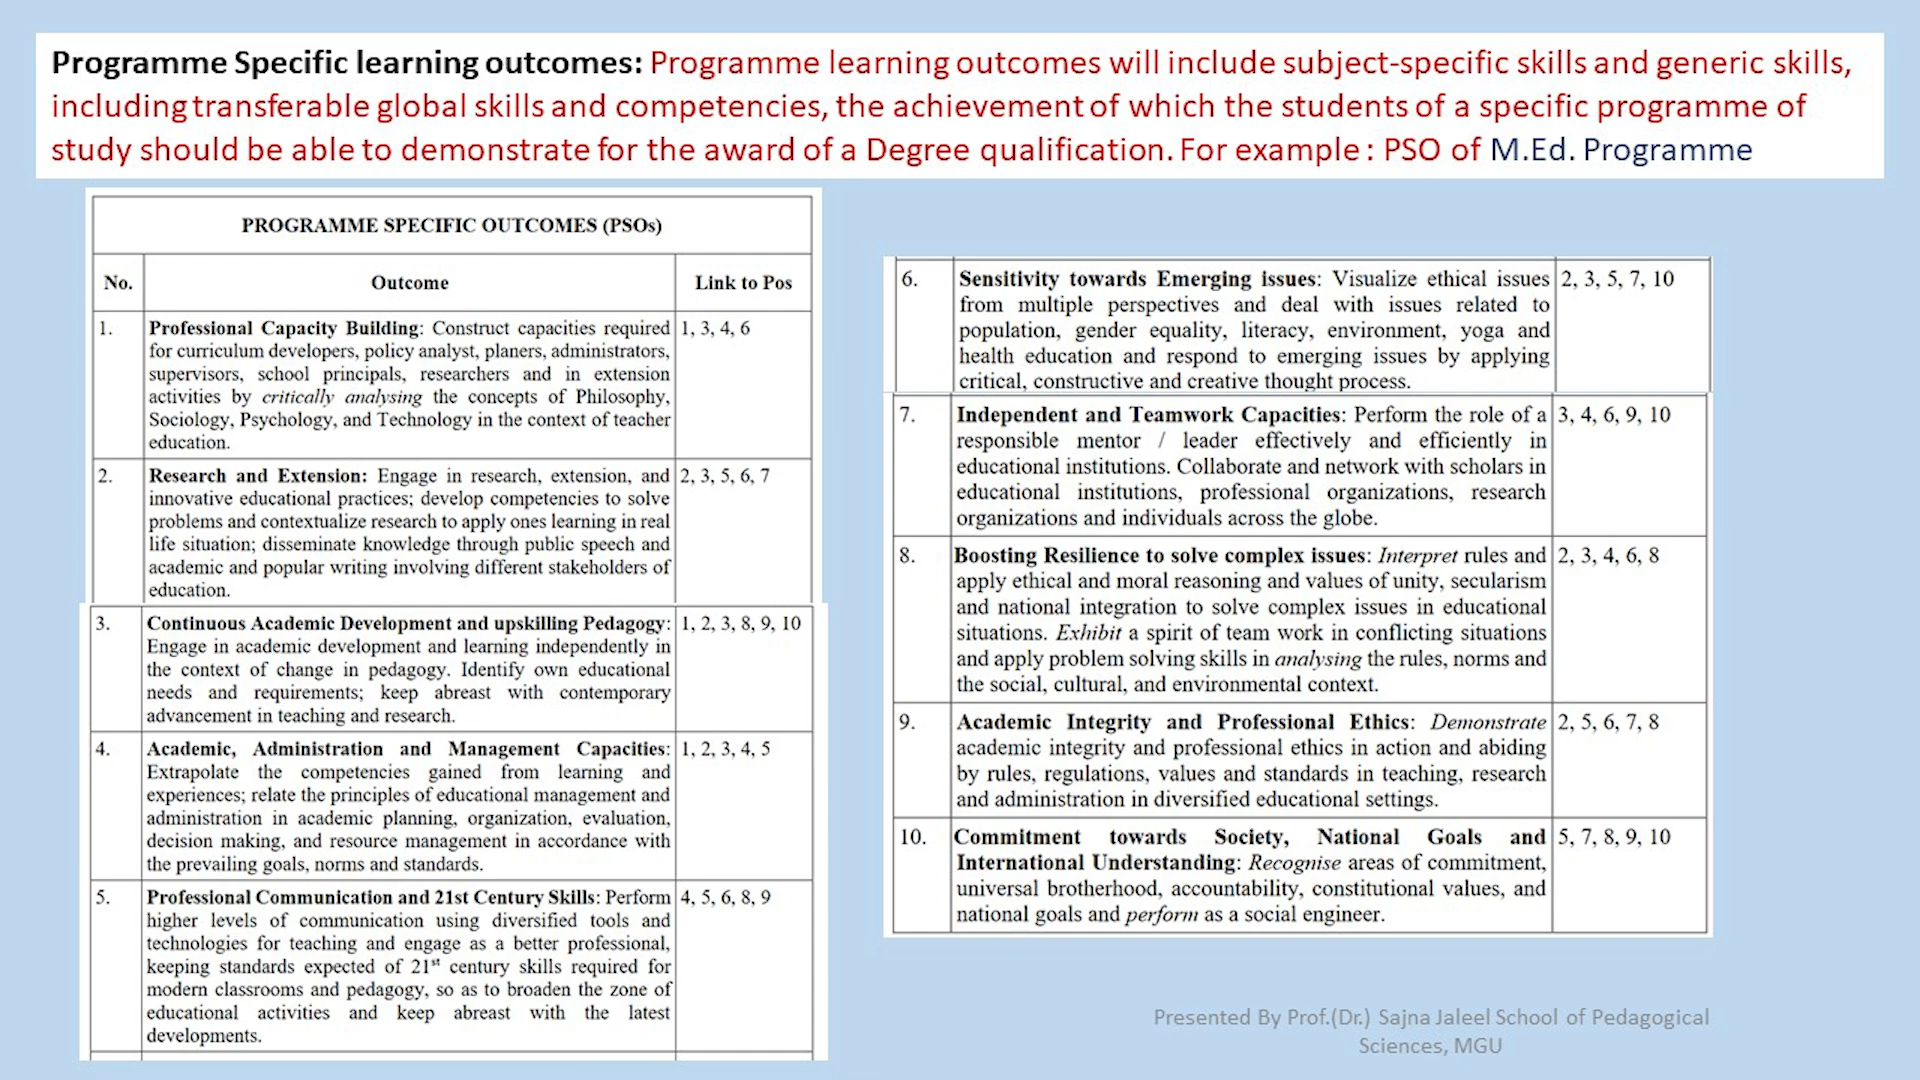 Programme Specific learning outcomes: Programme learning outcomes will include subject-specific skills and generic skills,
including transferable global skills and competencies, the achievement of which the students of a specific programme of
study should be able to demonstrate for the award of a Degree qualification. For example : PSO of M.Ed. Programme
PROGRAMME SPECIFIC OUTCOMES (PSOs)
No. Outcome Link to Pos
1. Professional Capacity Building: Construct capacities required 1, 3, 4, 6
for curriculum developers, policy analyst, planers, administrators,
supervisors, school principals, researchers and in extension
activities by critically analysing the concepts of Philosophy,
Sociology, Psychology, and Technology in the context of teacher
education.
2. Research and Extension: Engage in research, extension, and 2, 3, 5, 6, 7
innovative educational practices; develop competencies to solve
problems and contextualize research to apply ones learning in real
life situation; disseminate knowledge through public speech and
academic and popular writing involving different stakeholders of
education.
3. Continuous Academic Development and upskilling Pedagogy: 1, 2, 3, 8, 9, 10
Engage in academic development and learning independently in
the context of change in pedagogy. Identify own educational
needs and requirements; keep abreast with contemporary
advancement in teaching and research.
4. Academic, Administration and Management Capacities: 1, 2, 3, 4, 5
Extrapolate the competencies gained from learning and
experiences; relate the principles of educational management and
administration in academic planning, organization, evaluation,
decision making, and resource management in accordance with
the prevailing goals, norms and standards.
5. Professional Communication and 21st Century Skills: Perform 4, 5, 6, 8, 9
higher levels of communication using diversified tools and
technologies for teaching and engage as a better professional,
keeping standards expected of 21st century skills required for
modern classrooms and pedagogy, so as to broaden the zone of
educational activities and keep abreast with the latest
developments.
6. Sensitivity towards Emerging issues: Visualize ethical issues 2, 3, 5, 7, 10
from multiple perspectives and deal with issues related to
population, gender equality, literacy, environment, yoga and
health education and respond to emerging issues by applying
critical, constructive and creative thought process.
7. Independent and Teamwork Capacities: Perform the role of a 3, 4, 6, 9, 10
responsible mentor / leader effectively and efficiently in
educational institutions. Collaborate and network with scholars in
educational institutions, professional organizations, research
organizations and individuals across the globe.
8. Boosting Resilience to solve complex issues: Interpret rules and 2, 3, 4, 6, 8
apply ethical and moral reasoning and values of unity, secularism
and national integration to solve complex issues in educational
situations. Exhibit a spirit of team work in conflicting situations
and apply problem solving skills in analysing the rules, norms and
the social, cultural, and environmental context.
9. Academic Integrity and Professional Ethics: Demonstrate 2, 5, 6, 7, 8
academic integrity and professional ethics in action and abiding
by rules, regulations, values and standards in teaching, research
and administration in diversified educational settings.
10. Commitment towards Society, National Goals and 5, 7, 8, 9, 10
International Understanding: Recognise areas of commitment,
universal brotherhood, accountability, constitutional values, and
national goals and perform as a social engineer.
Presented By Prof.(Dr.) Sajna Jaleel School of Pedagogical
Sciences, MGU